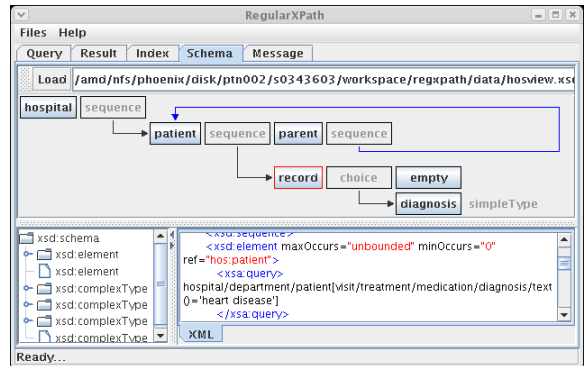 RegularXPath
Files Help
Query Result Index Schema Message
Load /amd/nfs/phoenix/disk/ptn002/s0343603/workspace/regxpath/data/hosview.xsd
hospital sequence
patient sequence parent sequence
record choice empty
diagnosis simpleType
xsd:schema
xsd:element
xsd:element
xsd:complexType
xsd:complexType
xsd:complexType
<xsd:sequence>
<xsd:element maxOccurs="unbounded" minOccurs="0"
ref="hos:patient">
<xsa:query>
hospital/department/patient[visit/treatment/medication/diagnosis/text
()='heart disease']
</xsa:query>
XML
Ready...